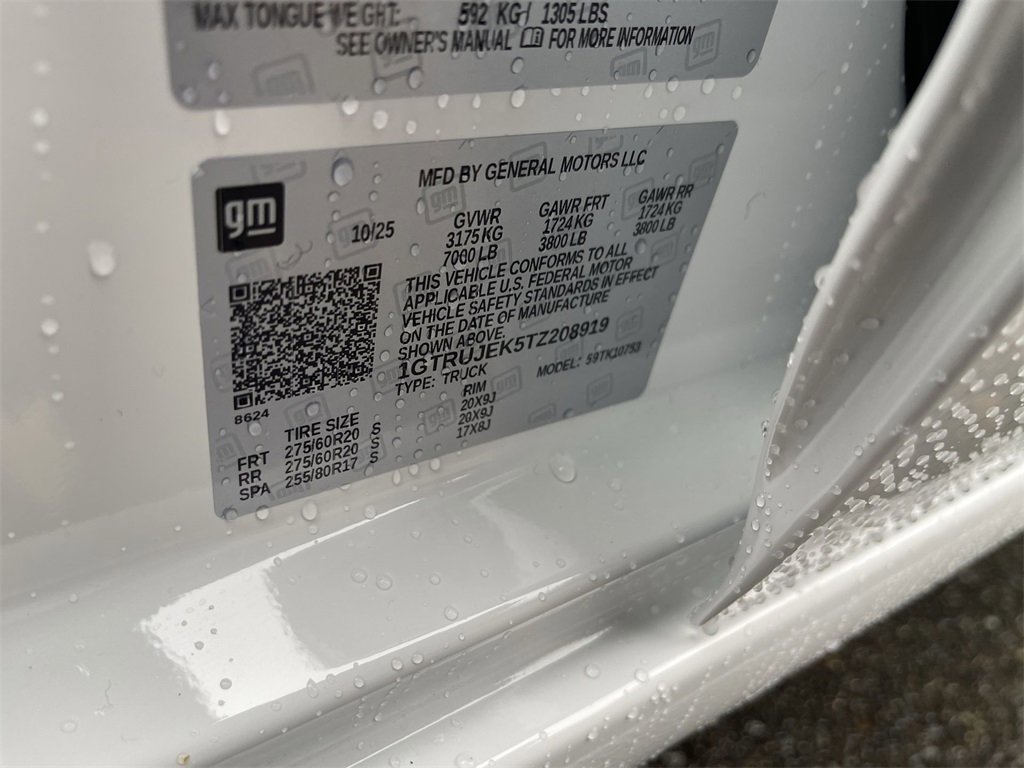 MAX TONGUE WEIGHT: 592 KG / 1305 LBS
SEE OWNER'S MANUAL FOR MORE INFORMATION
gm
MFD BY GENERAL MOTORS LLC
10/25
GVWR GAWR FRT GAWR RR
3175 KG 1724 KG 1724 KG
7000 LB 3800 LB 3800 LB
THIS VEHICLE CONFORMS TO ALL
APPLICABLE U.S. FEDERAL MOTOR
VEHICLE SAFETY STANDARDS IN EFFECT
ON THE DATE OF MANUFACTURE
SHOWN ABOVE.
1GTRUJEK5TZ208919
TYPE: TRUCK MODEL: 59TK10753
8624
TIRE SIZE RIM
FRT 275/60R20 S 20X9J
RR 275/60R20 S 20X9J
SPA 255/80R17 S 17X8J